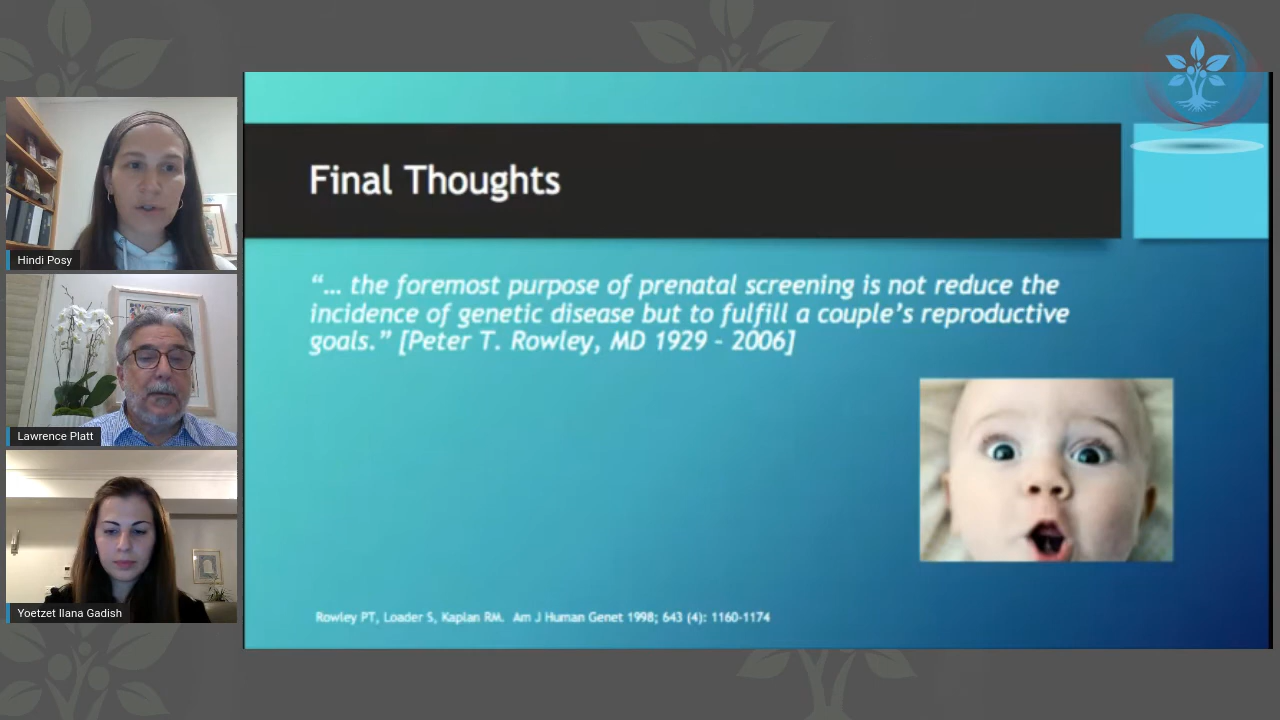 Final Thoughts
“... the foremost purpose of prenatal screening is not reduce the
incidence of genetic disease but to fulfill a couple’s reproductive
goals.” [Peter T. Rowley, MD 1929 – 2006]
Rowley PT, Loader S, Kaplan RM. Am J Human Genet 1998; 643 (4): 1160-1174
Hindi Posy
Lawrence Platt
Yoetzet Ilana Gadish